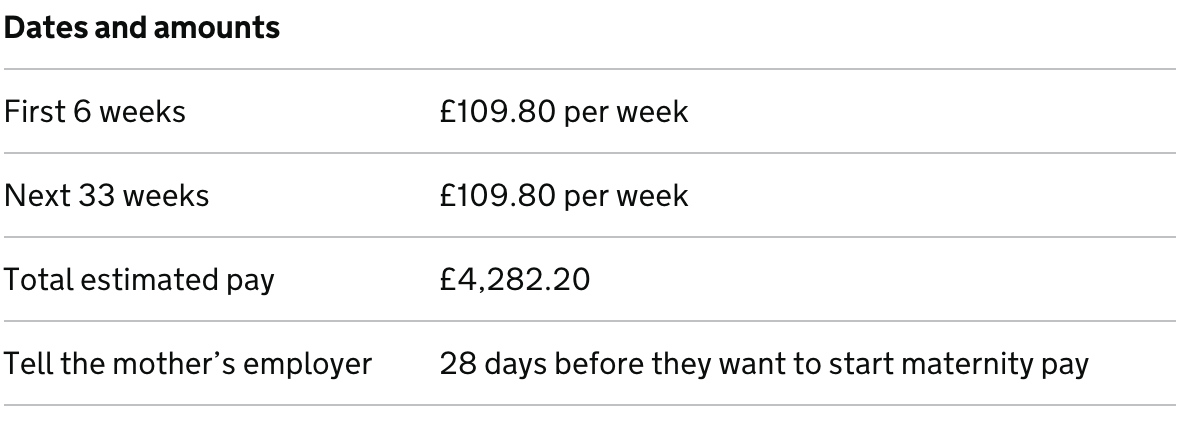 Dates and amounts
First 6 weeks £109.80 per week
Next 33 weeks £109.80 per week
Total estimated pay £4,282.20
Tell the mother’s employer 28 days before they want to start maternity pay